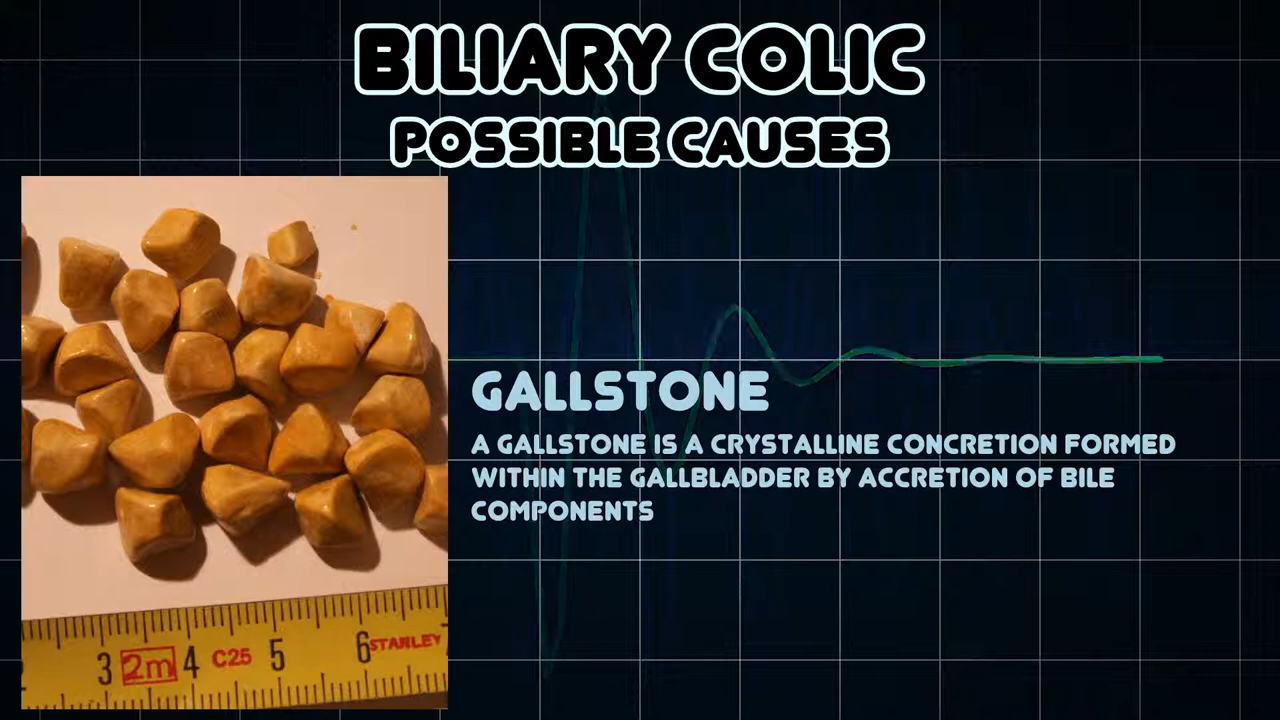 BILIARY COLIC
POSSIBLE CAUSES
GALLSTONE
A GALLSTONE IS A CRYSTALLINE CONCRETION FORMED
WITHIN THE GALLBLADDER BY ACCRETION OF BILE
COMPONENTS
3 2m 4 C25 5 6 STANLEY